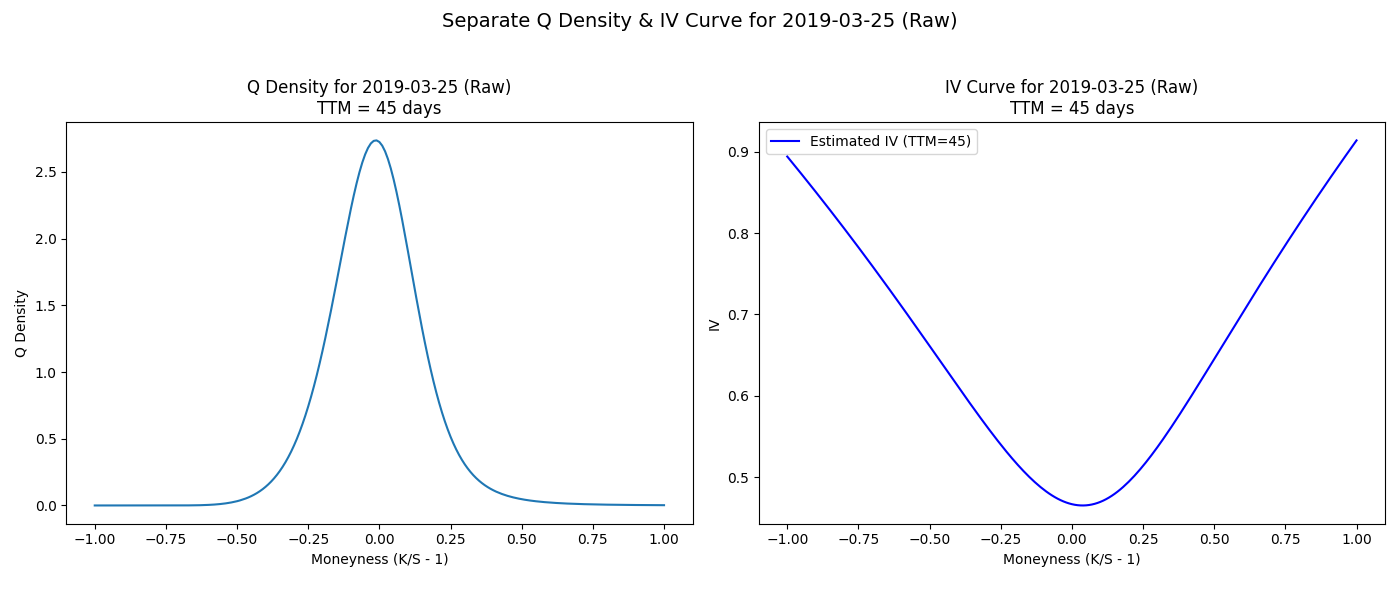 Separate Q Density & IV Curve for 2019-03-25 (Raw)
Q Density for 2019-03-25 (Raw)
TTM = 45 days
Q Density
2.5
2.0
1.5
1.0
0.5
0.0
−1.00 −0.75 −0.50 −0.25 0.00 0.25 0.50 0.75 1.00
Moneyness (K/S - 1)
IV Curve for 2019-03-25 (Raw)
TTM = 45 days
Estimated IV (TTM=45)
IV
0.9
0.8
0.7
0.6
0.5
−1.00 −0.75 −0.50 −0.25 0.00 0.25 0.50 0.75 1.00
Moneyness (K/S - 1)